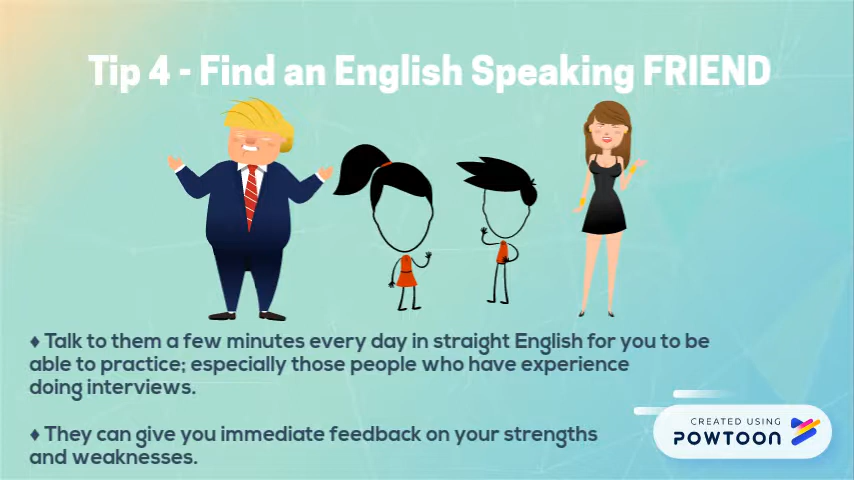 Tip 4 - Find an English Speaking FRIEND
♦ Talk to them a few minutes every day in straight English for you to be
able to practice; especially those people who have experience
doing interviews.
♦ They can give you immediate feedback on your strengths
and weaknesses.
CREATED USING
POWTOON